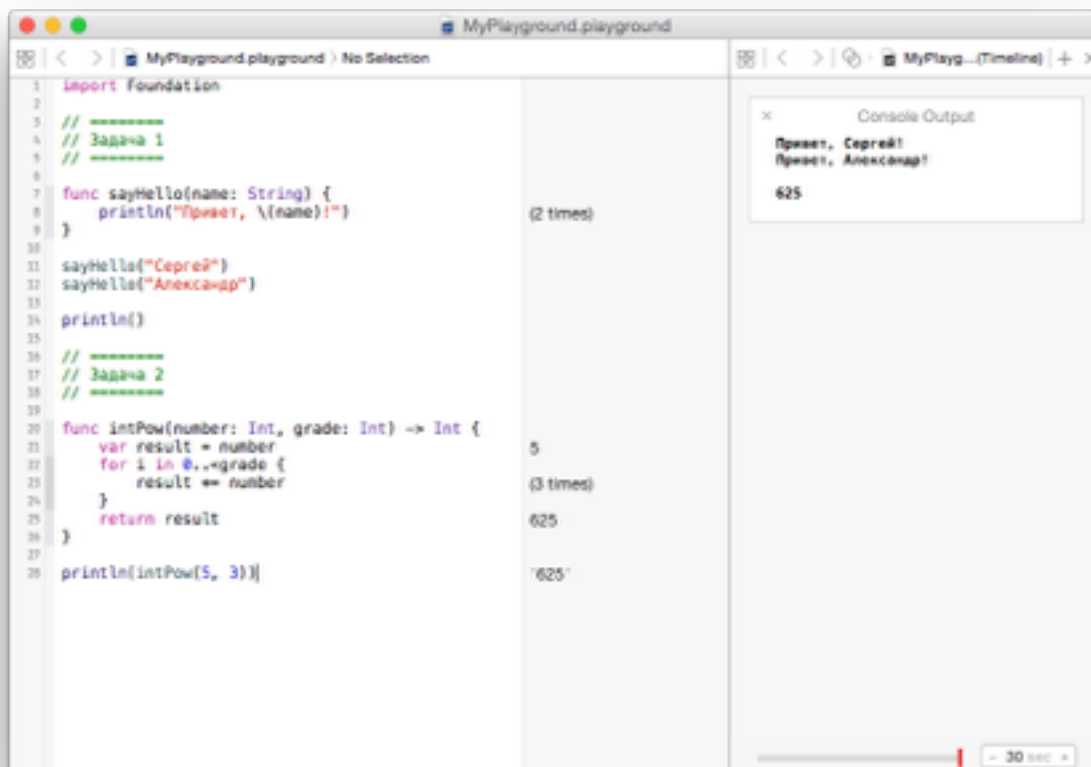 MyPlayground.playground
MyPlayground.playground › No Selection
MyPlayg...(Timeline)
1 import Foundation
2
3 // ========
4 // Задача 1
5 // ========
6
7 func sayHello(name: String) {
8 println("Привет, \(name)!")
9 }
10
11 sayHello("Сергей")
12 sayHello("Александр")
13
14 println()
15
16 // ========
17 // Задача 2
18 // ========
19
20 func intPow(number: Int, grade: Int) -> Int {
21 var result = number
22 for i in 0..<grade {
23 result *= number
24 }
25 return result
26 }
27
28 println(intPow(5, 3))
(2 times)
5
(3 times)
625
"625"
Console Output
Привет, Сергей!
Привет, Александр!
625
- 30 sec +